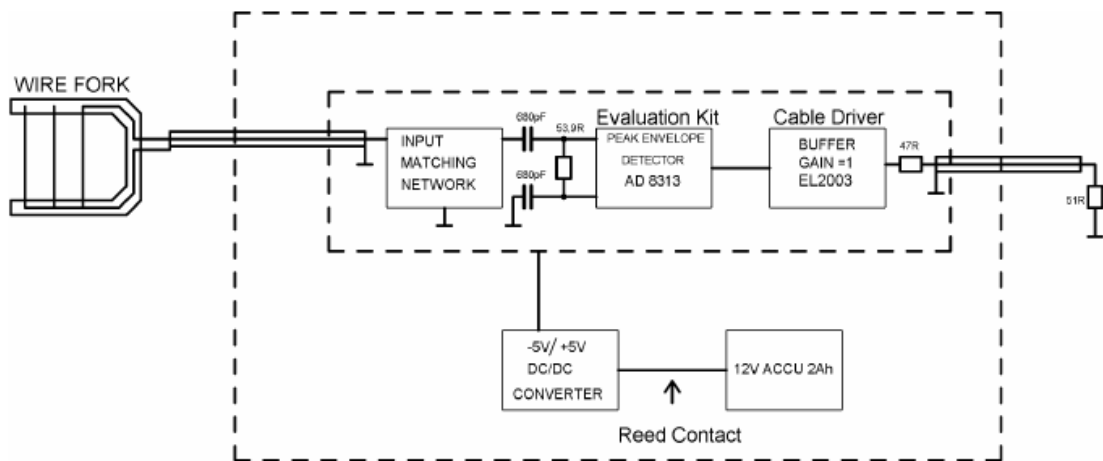 WIRE FORK
INPUT
MATCHING
NETWORK
680pF
680pF
53,9R
Evaluation Kit
PEAK ENVELOPE
DETECTOR
AD 8313
Cable Driver
BUFFER
GAIN =1
EL2003
47R
51R
-5V/ +5V
DC/DC
CONVERTER
12V ACCU 2Ah
Reed Contact